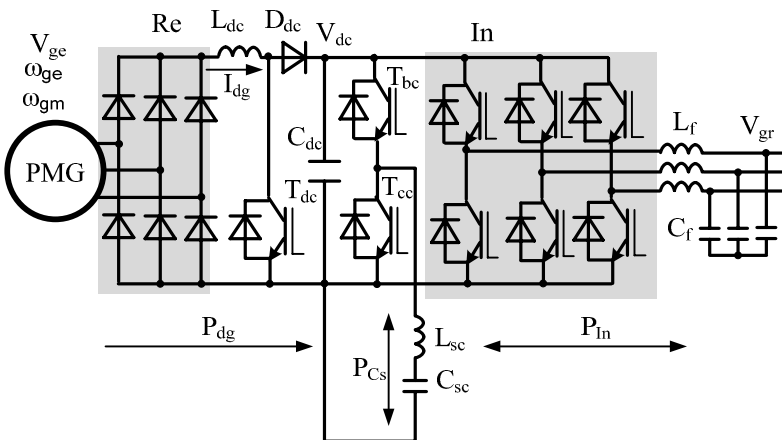 Re
L_dc
D_dc
V_dc
In
V_ge
ω_ge
ω_gm
I_dg
T_bc
L_f
V_gr
C_dc
PMG
T_dc
T_cc
C_f
P_dg
L_sc
P_In
P_Cs
C_sc